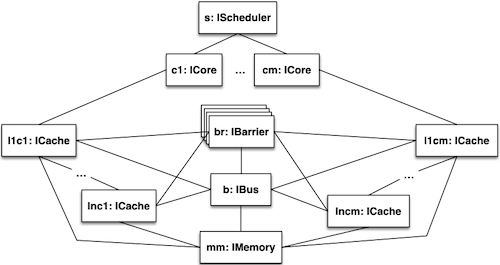 s: IScheduler
c1: ICore
...
cm: ICore
l1c1: ICache
br: IBarrier
l1cm: ICache
...
...
lnc1: ICache
b: IBus
lncm: ICache
mm: IMemory